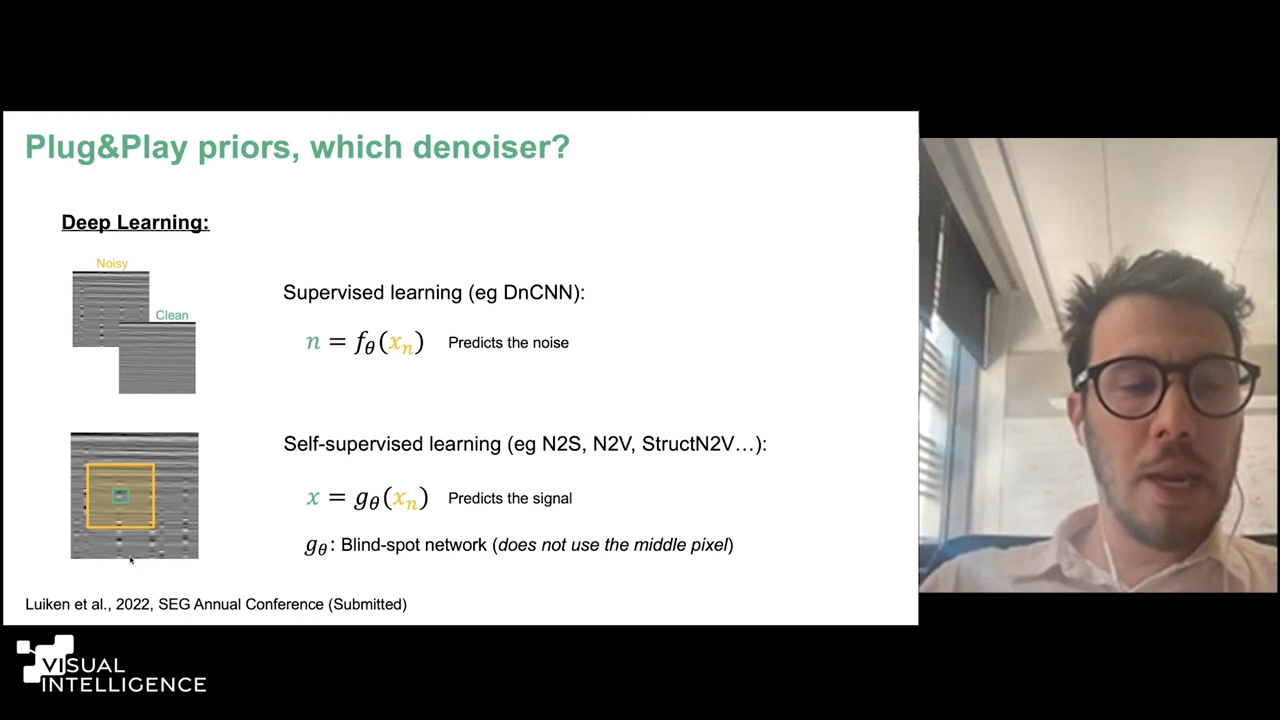 Plug&Play priors, which denoiser?
Deep Learning:
Noisy
Clean
Supervised learning (eg DnCNN):
n = fθ(xn) Predicts the noise
Self-supervised learning (eg N2S, N2V, StructN2V…):
x = gθ(xn) Predicts the signal
gθ: Blind-spot network (does not use the middle pixel)
Luiken et al., 2022, SEG Annual Conference (Submitted)
VISUAL
INTELLIGENCE